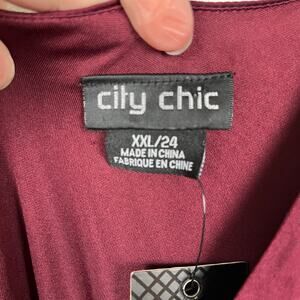 city chic
XXL/24
MADE IN CHINA
FABRIQUE EN CHINE